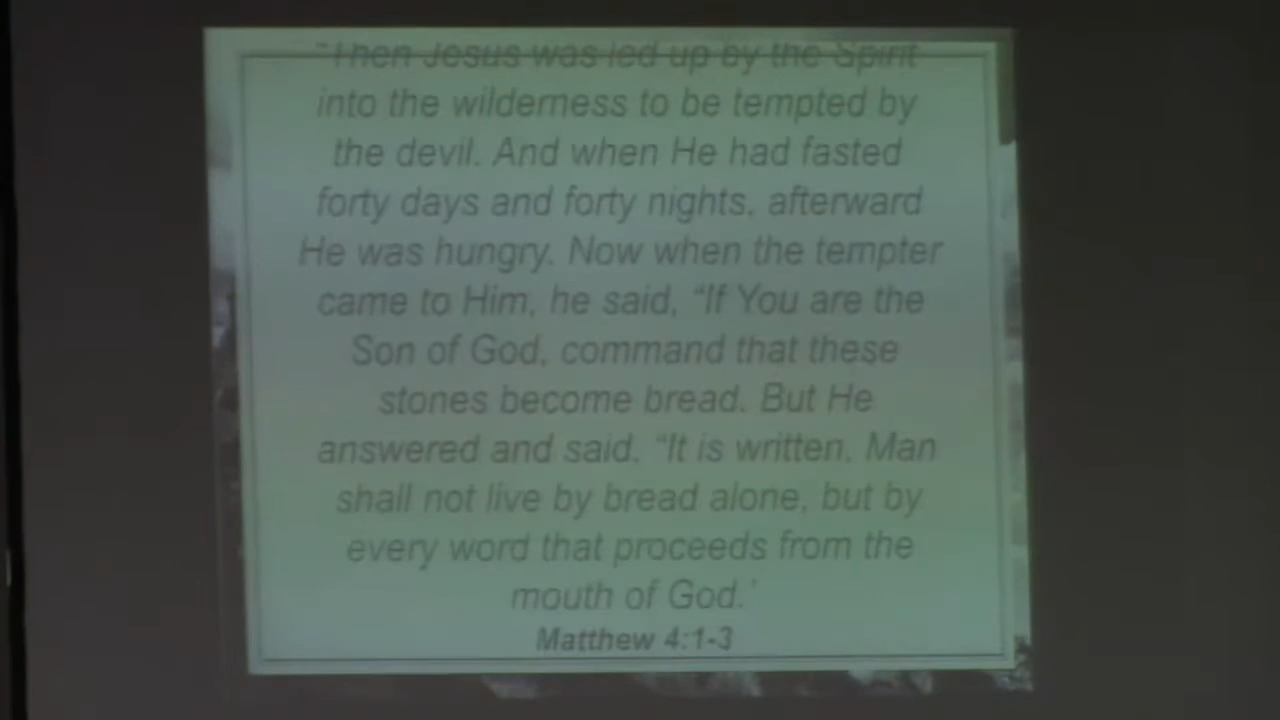 "Then Jesus was led up by the Spirit
into the wilderness to be tempted by
the devil. And when He had fasted
forty days and forty nights, afterward
He was hungry. Now when the tempter
came to Him, he said, “If You are the
Son of God, command that these
stones become bread. But He
answered and said, “It is written, Man
shall not live by bread alone, but by
every word that proceeds from the
mouth of God.’
Matthew 4:1-3